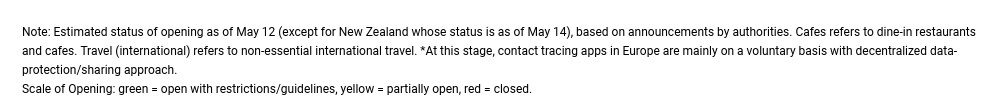 Note: Estimated status of opening as of May 12 (except for New Zealand whose status is as of May 14), based on announcements by authorities. Cafes refers to dine-in restaurants
and cafes. Travel (international) refers to non-essential international travel. *At this stage, contact tracing apps in Europe are mainly on a voluntary basis with decentralized data-
protection/sharing approach.
Scale of Opening: green = open with restrictions/guidelines, yellow = partially open, red = closed.